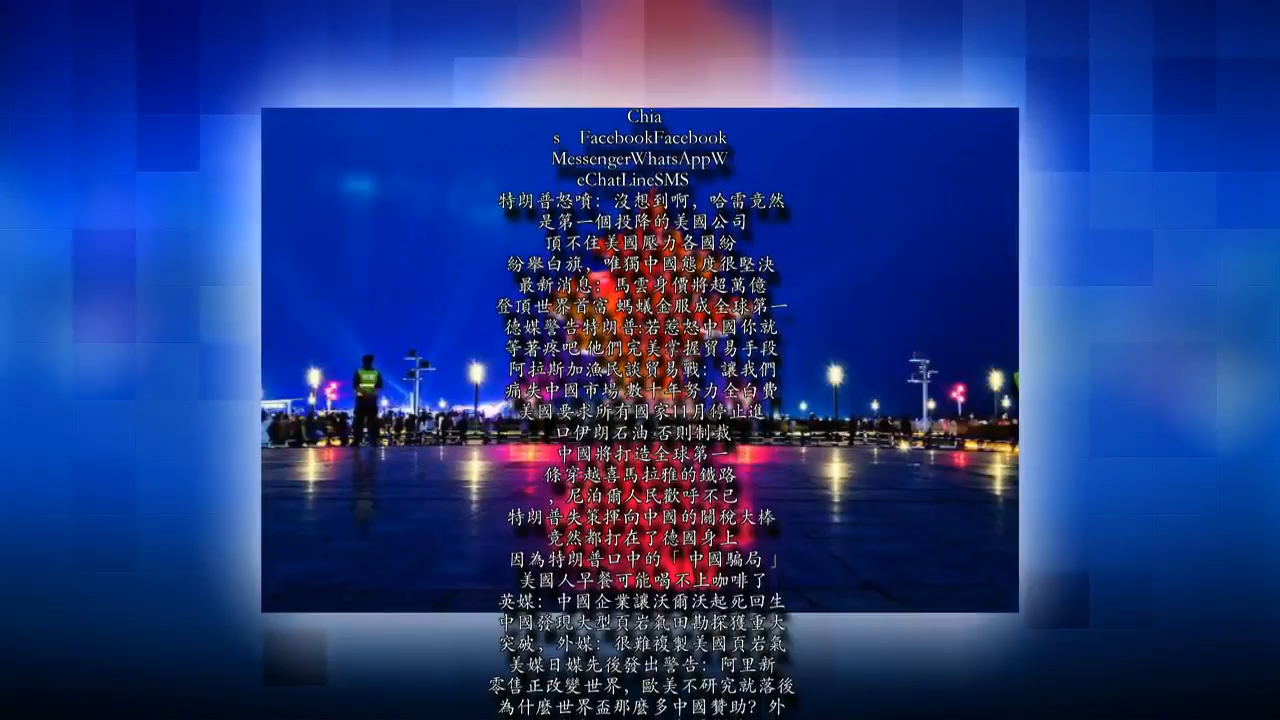 Chia
s FacebookFacebook
MessengerWhatsAppW
eChatLineSMS
特朗普怒噴：沒想到啊，哈雷竟然
是第一個投降的美國公司
頂不住美國壓力各國紛
紛舉白旗，唯獨中國態度很堅決
最新消息：馬雲身價將超萬億
登頂世界首富 螞蟻金服成全球第一
德媒警告特朗普:若惹怒中國你就
等著疼吧 他們完美掌握貿易手段
阿拉斯加漁民談貿易戰：讓我們
痛失中國市場 數十年努力全白費
美國要求所有國家11月停止進
口伊朗石油 否則制裁
中國將打造全球第一
條穿越喜馬拉雅的鐵路
，尼泊爾人民歡呼不已
特朗普失策揮向中國的關稅大棒
竟然都打在了德國身上
因為特朗普口中的「中國騙局」
美國人早餐可能喝不上咖啡了
英媒：中國企業讓沃爾沃起死回生
中國發現大型頁岩氣田勘探獲重大
突破，外媒：很難複製美國頁岩氣
美媒日媒先後發出警告：阿里新
零售正改變世界，歐美不研究就落後
為什麼世界盃那麼多中國贊助？外